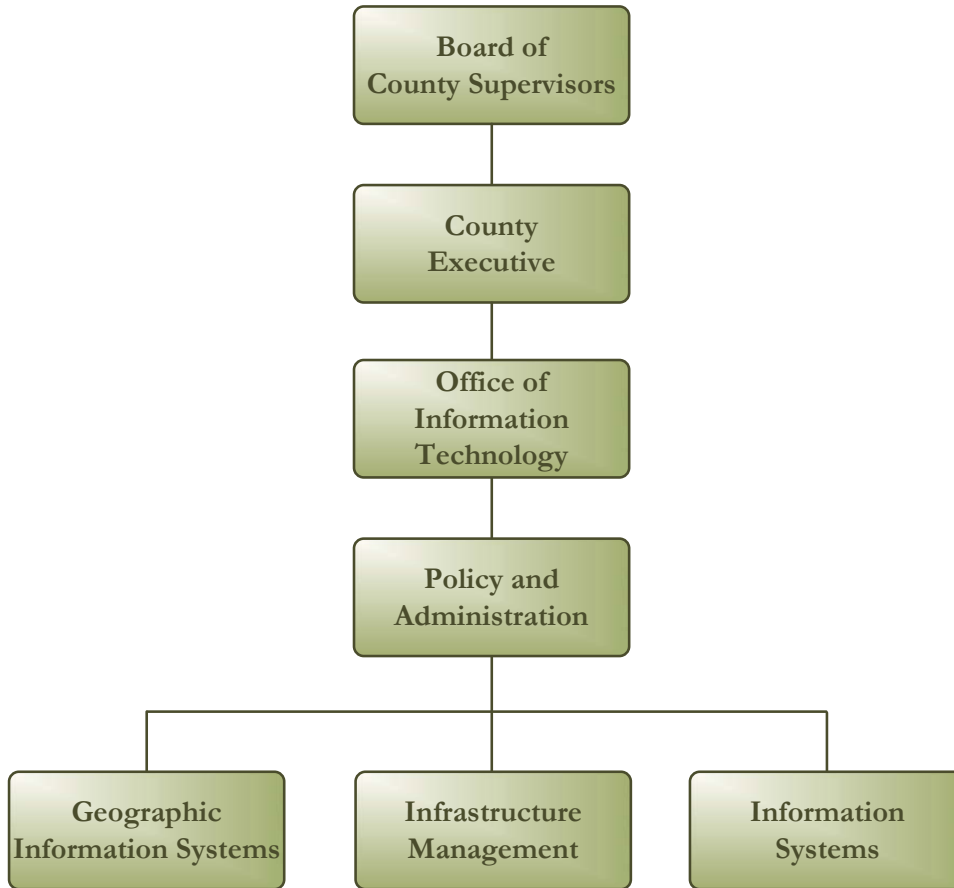 Board of
County Supervisors
County
Executive
Office of
Information
Technology
Policy and
Administration
Geographic
Information Systems
Infrastructure
Management
Information
Systems